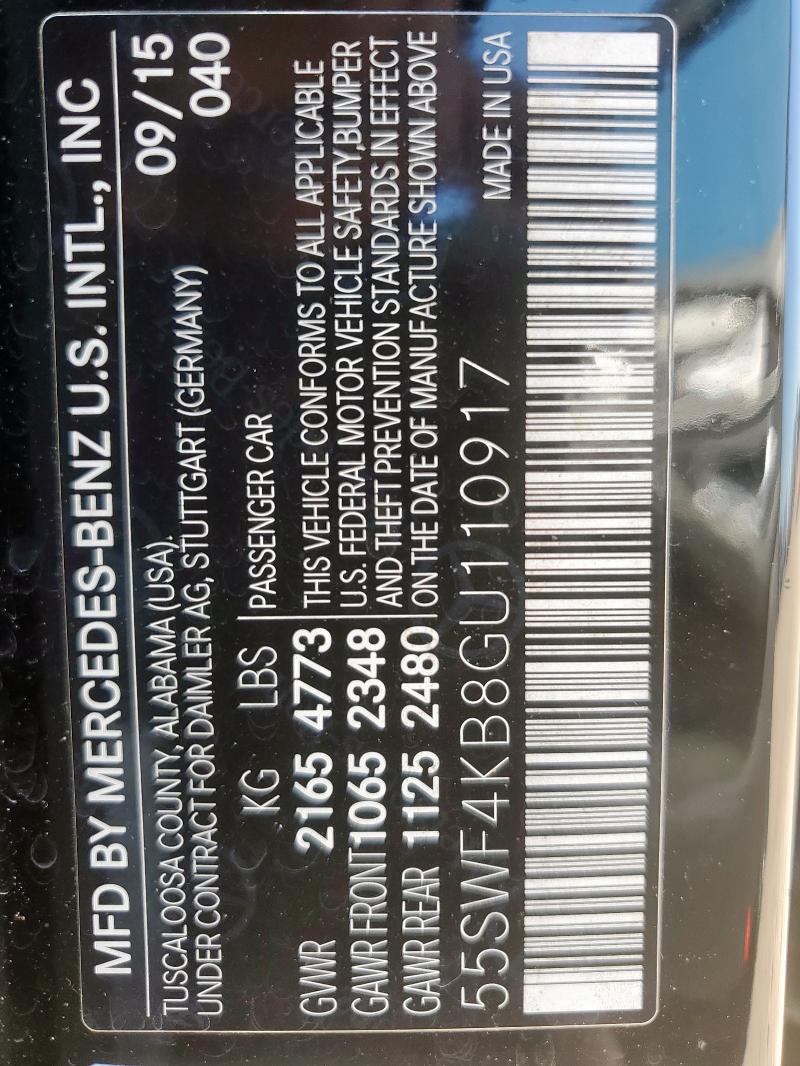 MFD BY MERCEDES-BENZ U.S. INTL., INC
TUSCALOOSA COUNTY, ALABAMA (USA). 09/15
UNDER CONTRACT FOR DAIMLER AG, STUTTGART (GERMANY) 040
KG LBS PASSENGER CAR
GVWR 2165 4773 THIS VEHICLE CONFORMS TO ALL APPLICABLE
GAWR FRONT 1065 2348 U.S. FEDERAL MOTOR VEHICLE SAFETY,BUMPER
AND THEFT PREVENTION STANDARDS IN EFFECT
GAWR REAR 1125 2480 ON THE DATE OF MANUFACTURE SHOWN ABOVE
55SWF4KB8GU110917 MADE IN USA